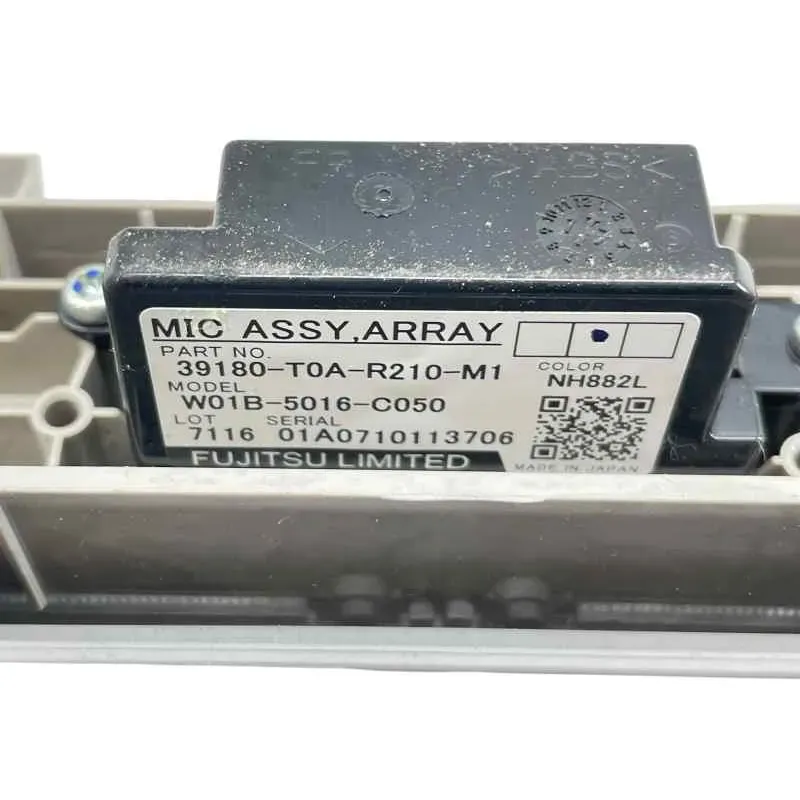 >ABS<
MIC ASSY,ARRAY
PART NO.
39180-T0A-R210-M1
COLOR
NH882L
MODEL
W01B-5016-C050
LOT SERIAL
7116 01A0710113706
FUJITSU LIMITED
MADE IN JAPAN